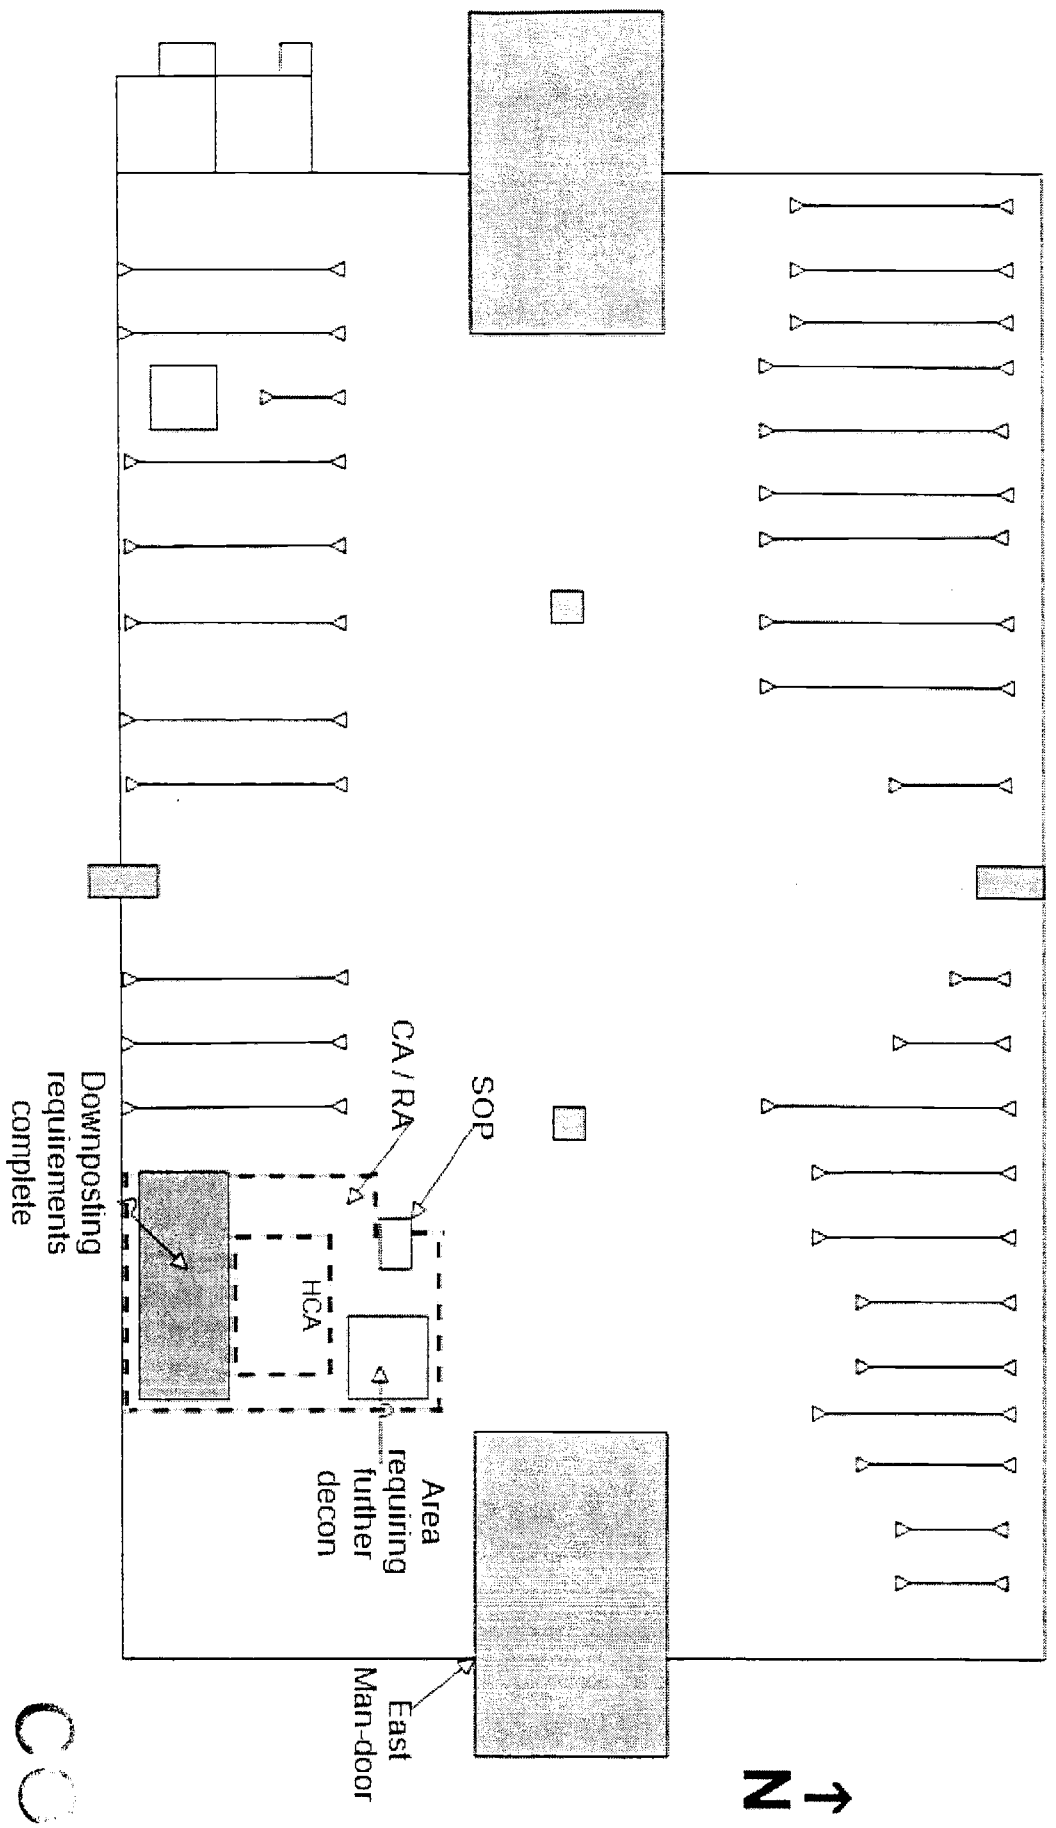 CA / RA
SOP
HCA
Downposting
requirements
complete
Area
requiring
further
decon
East
Man-door
N